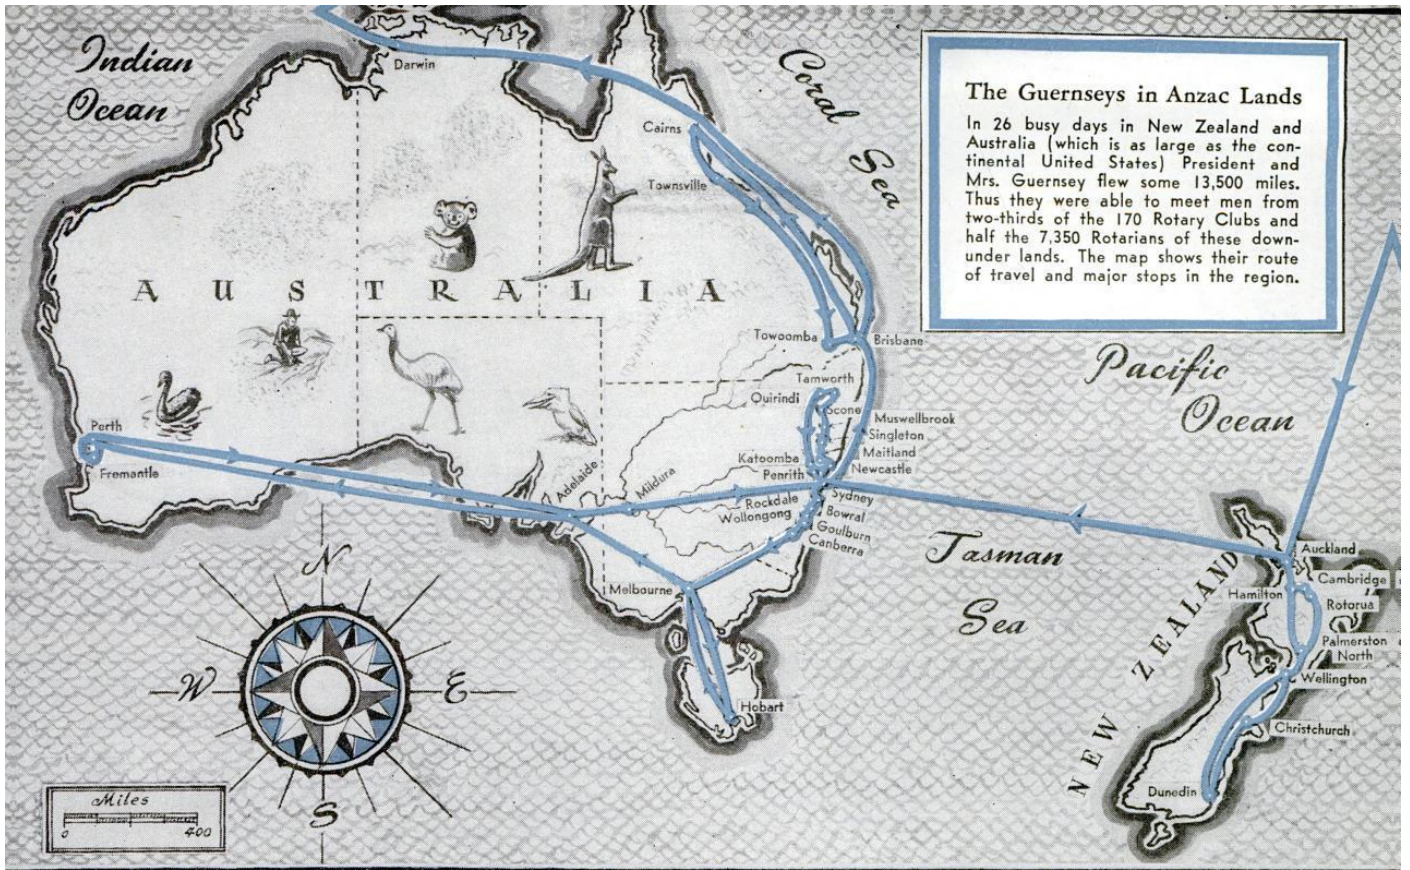 Indian
Ocean
Darwin
Coral
Sea
The Guernseys in Anzac Lands
In 26 busy days in New Zealand and
Australia (which is as large as the con-
tinental United States) President and
Mrs. Guernsey flew some 13,500 miles.
Thus they were able to meet men from
two-thirds of the 170 Rotary Clubs and
half the 7,350 Rotarians of these down-
under lands. The map shows their route
of travel and major stops in the region.
Cairns
Townsville
AUSTRALIA
Towoomba
Brisbane
Pacific
Ocean
Tamworth
Quirindi
Scone
Muswellbrook
Singleton
Maitland
Newcastle
Katoomba
Penrith
Perth
Fremantle
Adelaide
Mildura
Rockdale
Wollongong
Sydney
Bowral
Goulburn
Canberra
Tasman
Sea
Melbourne
Hobart
NEW ZEALAND
Auckland
Cambridge
Hamilton
Rotorua
Palmerston
North
Wellington
Christchurch
Dunedin
N
W
E
S
Miles
0
400